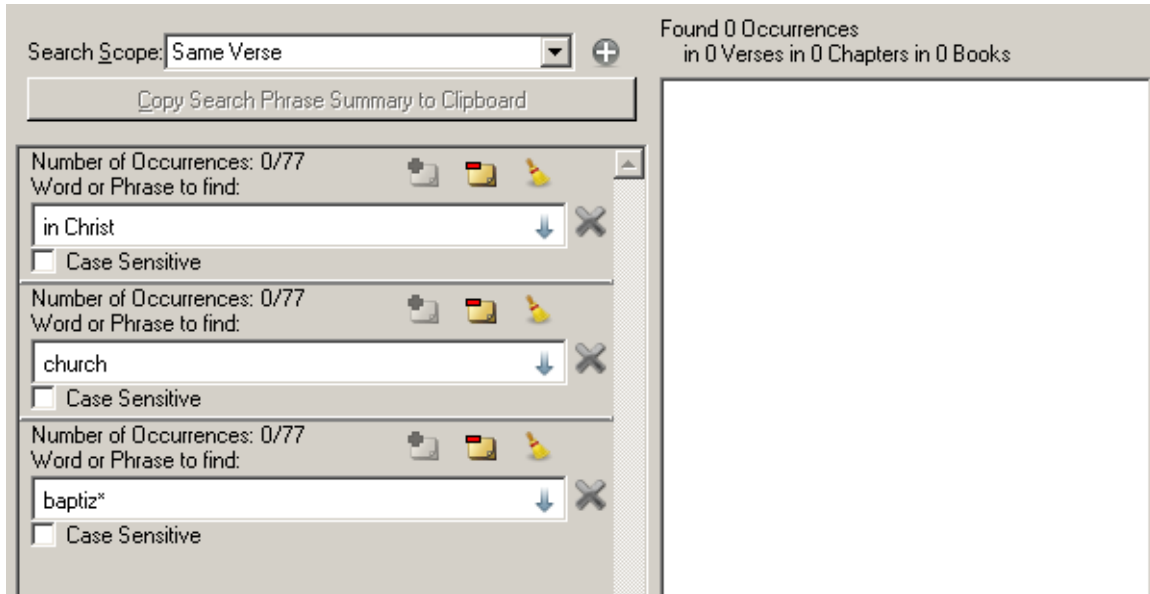 Search Scope: Same Verse
Copy Search Phrase Summary to Clipboard
Number of Occurrences: 0/77
Word or Phrase to find:
in Christ
Case Sensitive
Number of Occurrences: 0/77
Word or Phrase to find:
church
Case Sensitive
Number of Occurrences: 0/77
Word or Phrase to find:
baptiz*
Case Sensitive
Found 0 Occurrences
in 0 Verses in 0 Chapters in 0 Books